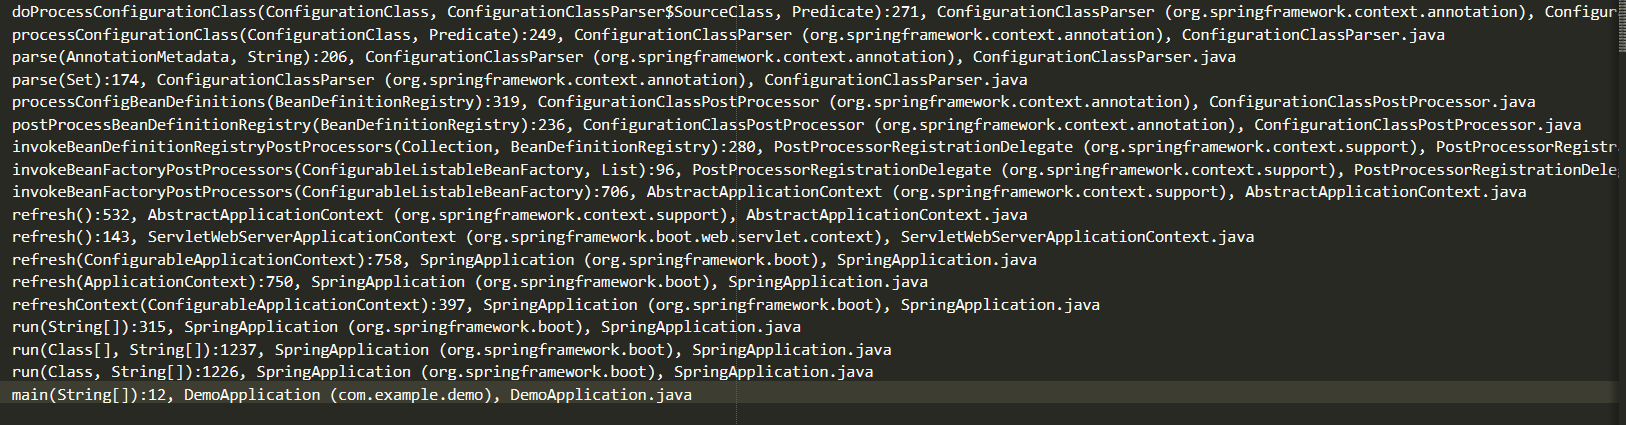 doProcessConfigurationClass(ConfigurationClass, ConfigurationClassParser$SourceClass, Predicate):271, ConfigurationClassParser (org.springframework.context.annotation), Configur
processConfigurationClass(ConfigurationClass, Predicate):249, ConfigurationClassParser (org.springframework.context.annotation), ConfigurationClassParser.java
parse(AnnotationMetadata, String):206, ConfigurationClassParser (org.springframework.context.annotation), ConfigurationClassParser.java
parse(Set):174, ConfigurationClassParser (org.springframework.context.annotation), ConfigurationClassParser.java
processConfigBeanDefinitions(BeanDefinitionRegistry):319, ConfigurationClassPostProcessor (org.springframework.context.annotation), ConfigurationClassPostProcessor.java
postProcessBeanDefinitionRegistry(BeanDefinitionRegistry):236, ConfigurationClassPostProcessor (org.springframework.context.annotation), ConfigurationClassPostProcessor.java
invokeBeanDefinitionRegistryPostProcessors(Collection, BeanDefinitionRegistry):280, PostProcessorRegistrationDelegate (org.springframework.context.support), PostProcessorRegistr
invokeBeanFactoryPostProcessors(ConfigurableListableBeanFactory, List):96, PostProcessorRegistrationDelegate (org.springframework.context.support), PostProcessorRegistrationDele
invokeBeanFactoryPostProcessors(ConfigurableListableBeanFactory):706, AbstractApplicationContext (org.springframework.context.support), AbstractApplicationContext.java
refresh():532, AbstractApplicationContext (org.springframework.context.support), AbstractApplicationContext.java
refresh():143, ServletWebServerApplicationContext (org.springframework.boot.web.servlet.context), ServletWebServerApplicationContext.java
refresh(ConfigurableApplicationContext):758, SpringApplication (org.springframework.boot), SpringApplication.java
refresh(ApplicationContext):750, SpringApplication (org.springframework.boot), SpringApplication.java
refreshContext(ConfigurableApplicationContext):397, SpringApplication (org.springframework.boot), SpringApplication.java
run(String[]):315, SpringApplication (org.springframework.boot), SpringApplication.java
run(Class[], String[]):1237, SpringApplication (org.springframework.boot), SpringApplication.java
run(Class, String[]):1226, SpringApplication (org.springframework.boot), SpringApplication.java
main(String[]):12, DemoApplication (com.example.demo), DemoApplication.java